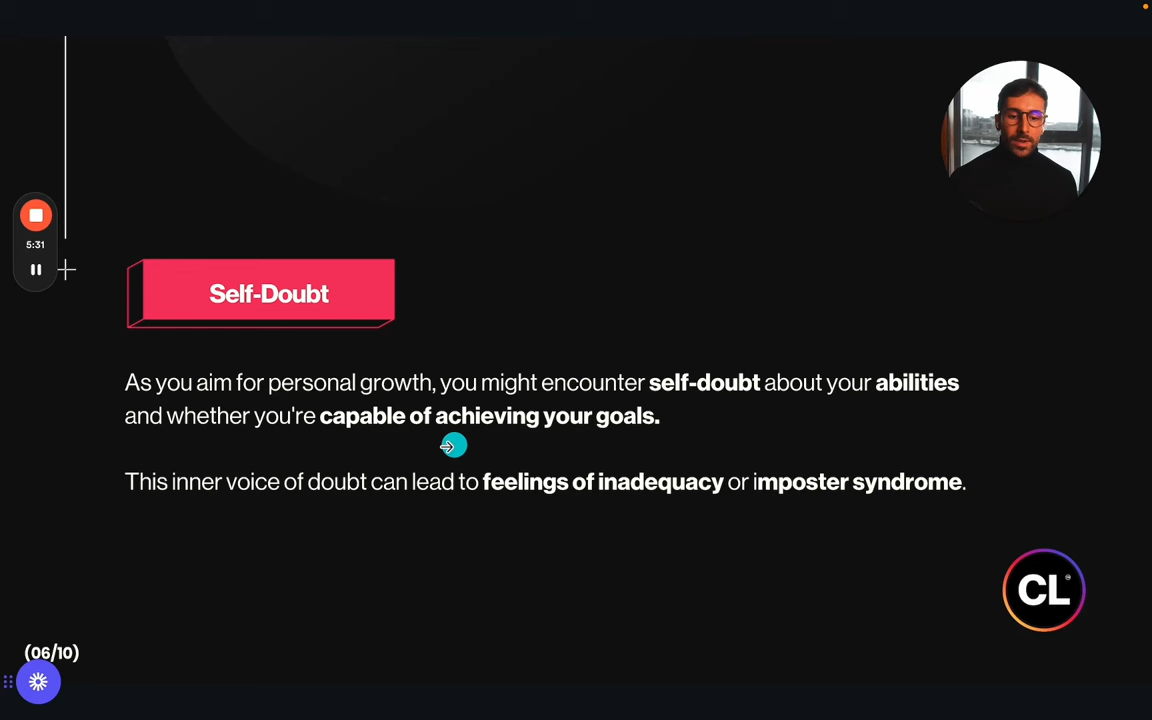 5:31
Self-Doubt
As you aim for personal growth, you might encounter self-doubt about your abilities
and whether you're capable of achieving your goals.
This inner voice of doubt can lead to feelings of inadequacy or imposter syndrome.
CL
(06/10)